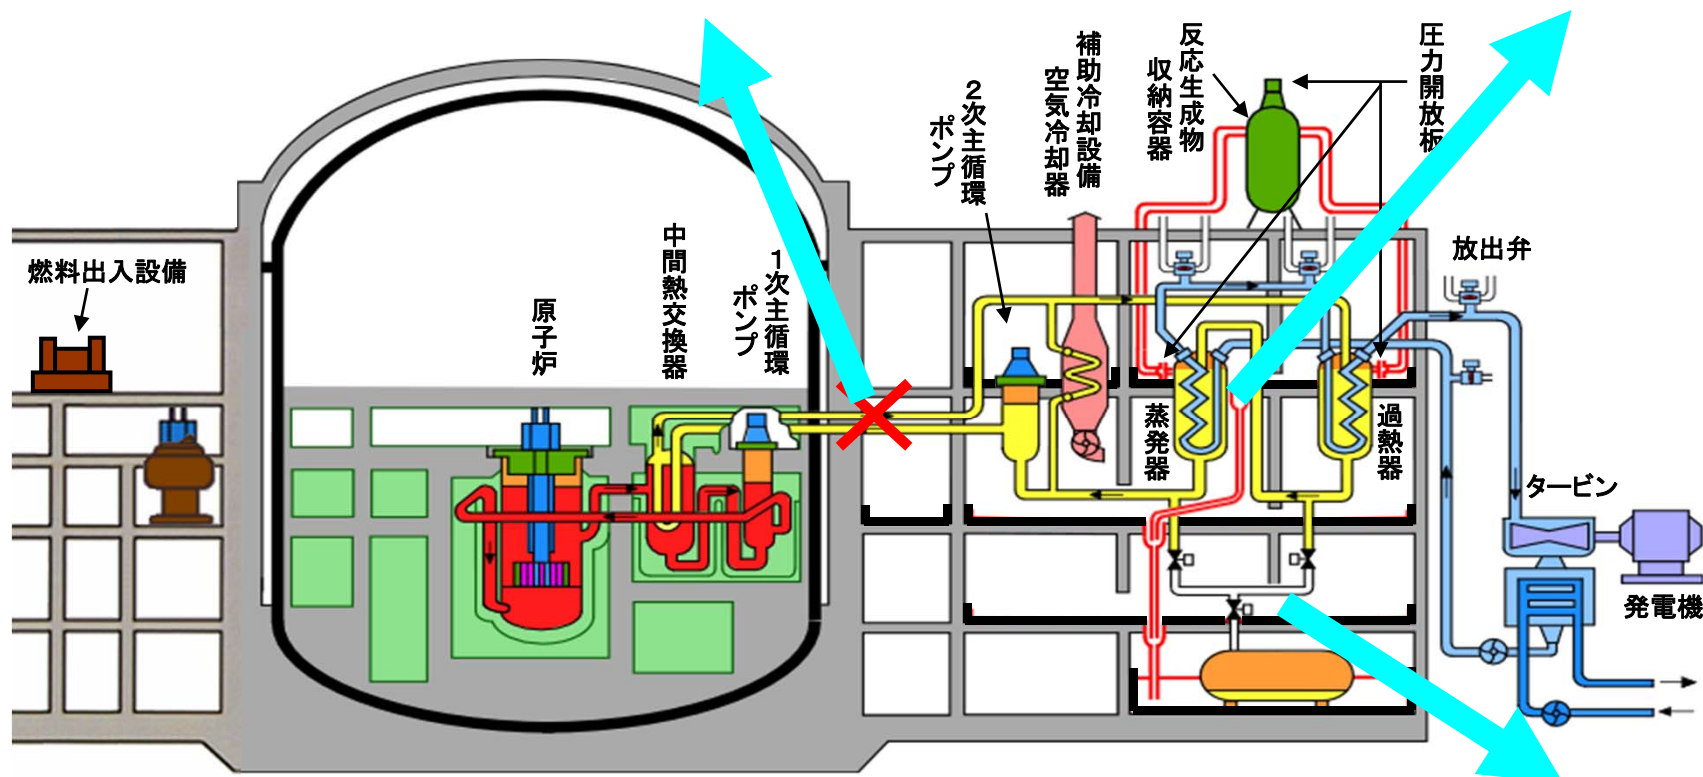 燃料出入設備
原子炉
中間熱交換器
1次主循環
ポンプ
2次主循環
ポンプ
補助冷却設備
空気冷却器
反応生成物
収納容器
圧力開放板
放出弁
蒸発器
過熱器
タービン
発電機